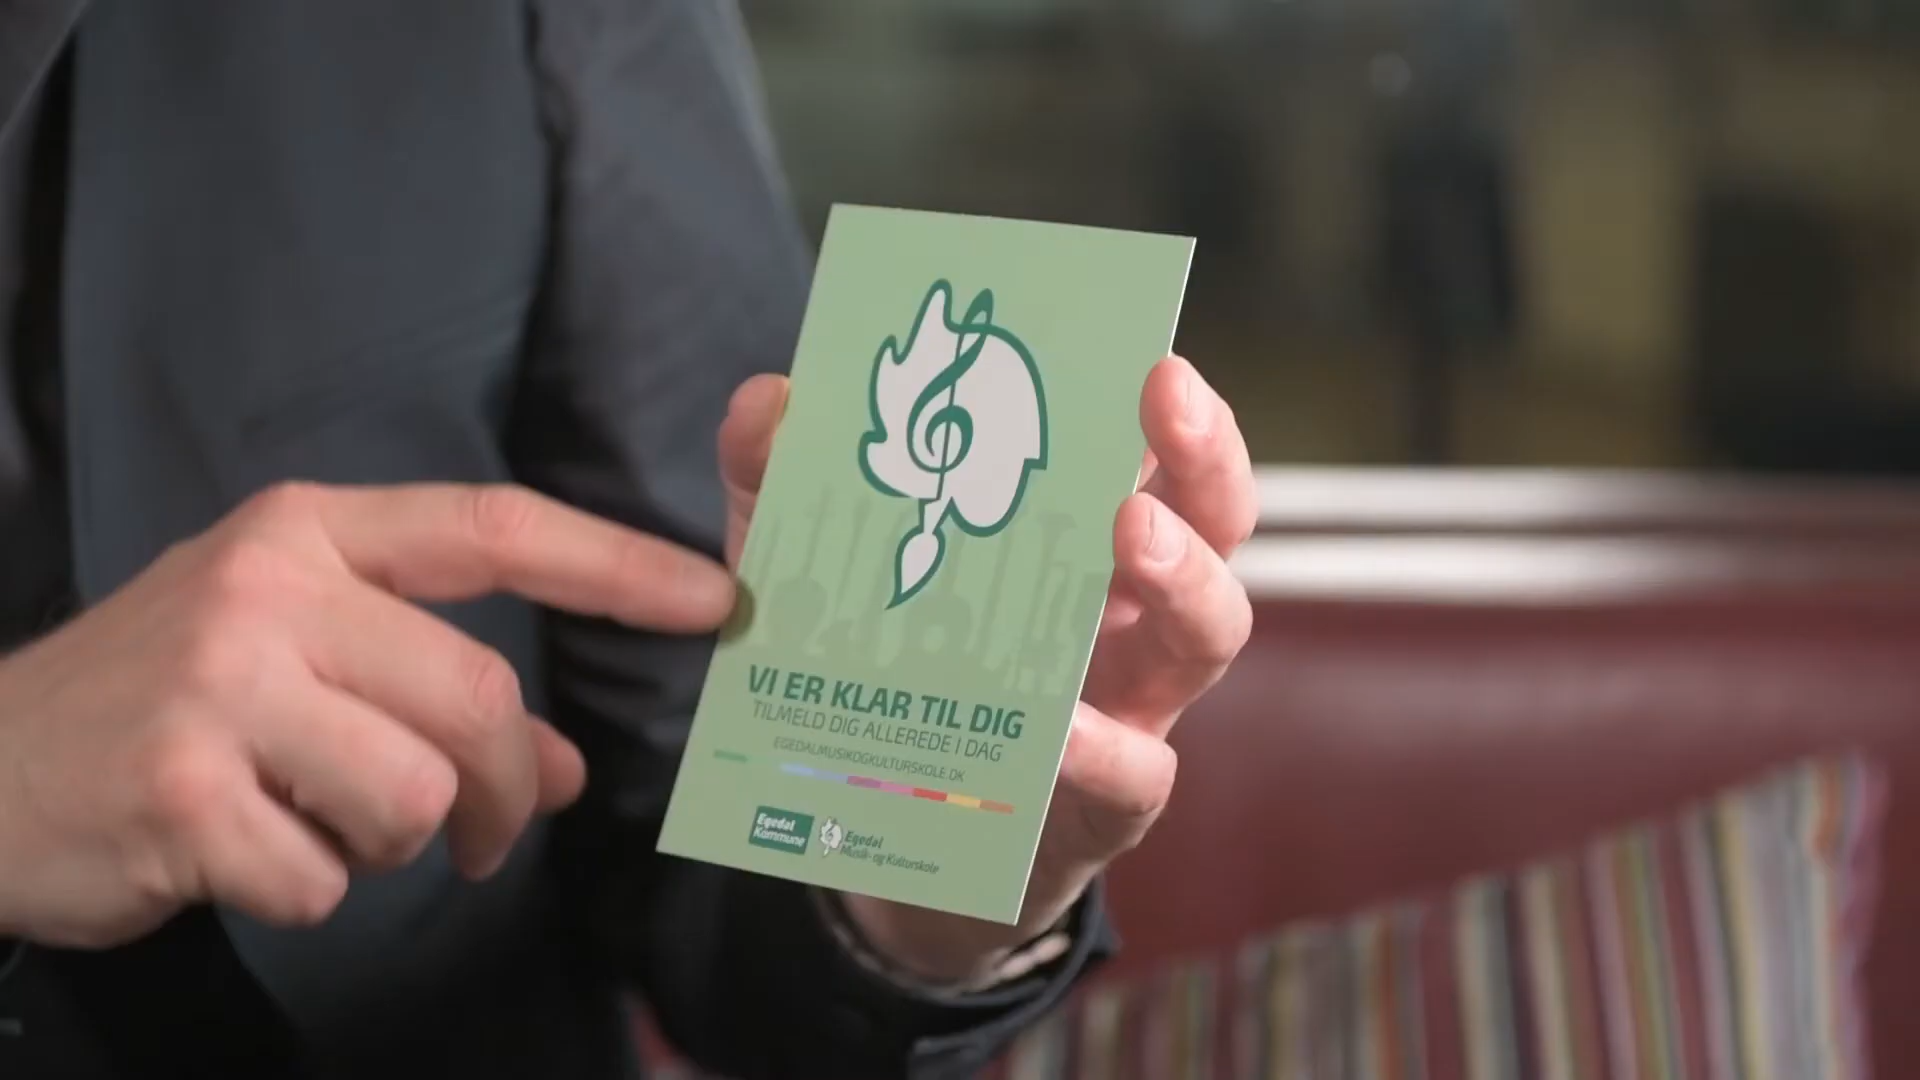 VI ER KLAR TIL DIG
TILMELD DIG ALLEREDE I DAG
EGEDALMUSIKOGKULTURSKOLE.DK
Egedal
Kommune
Egedal
Musik- og Kulturskole